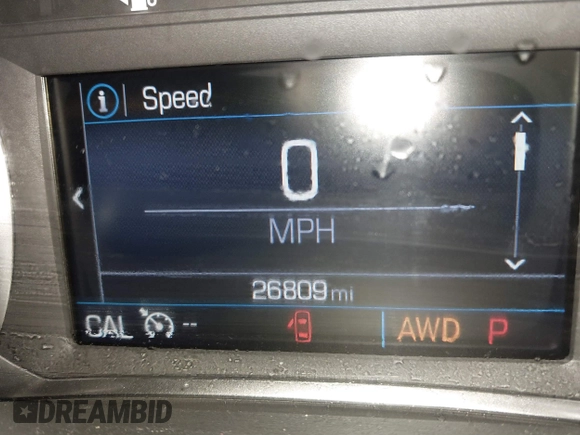 i Speed
0
MPH
26809 mi
CAL -- AWD P
DREAMBID